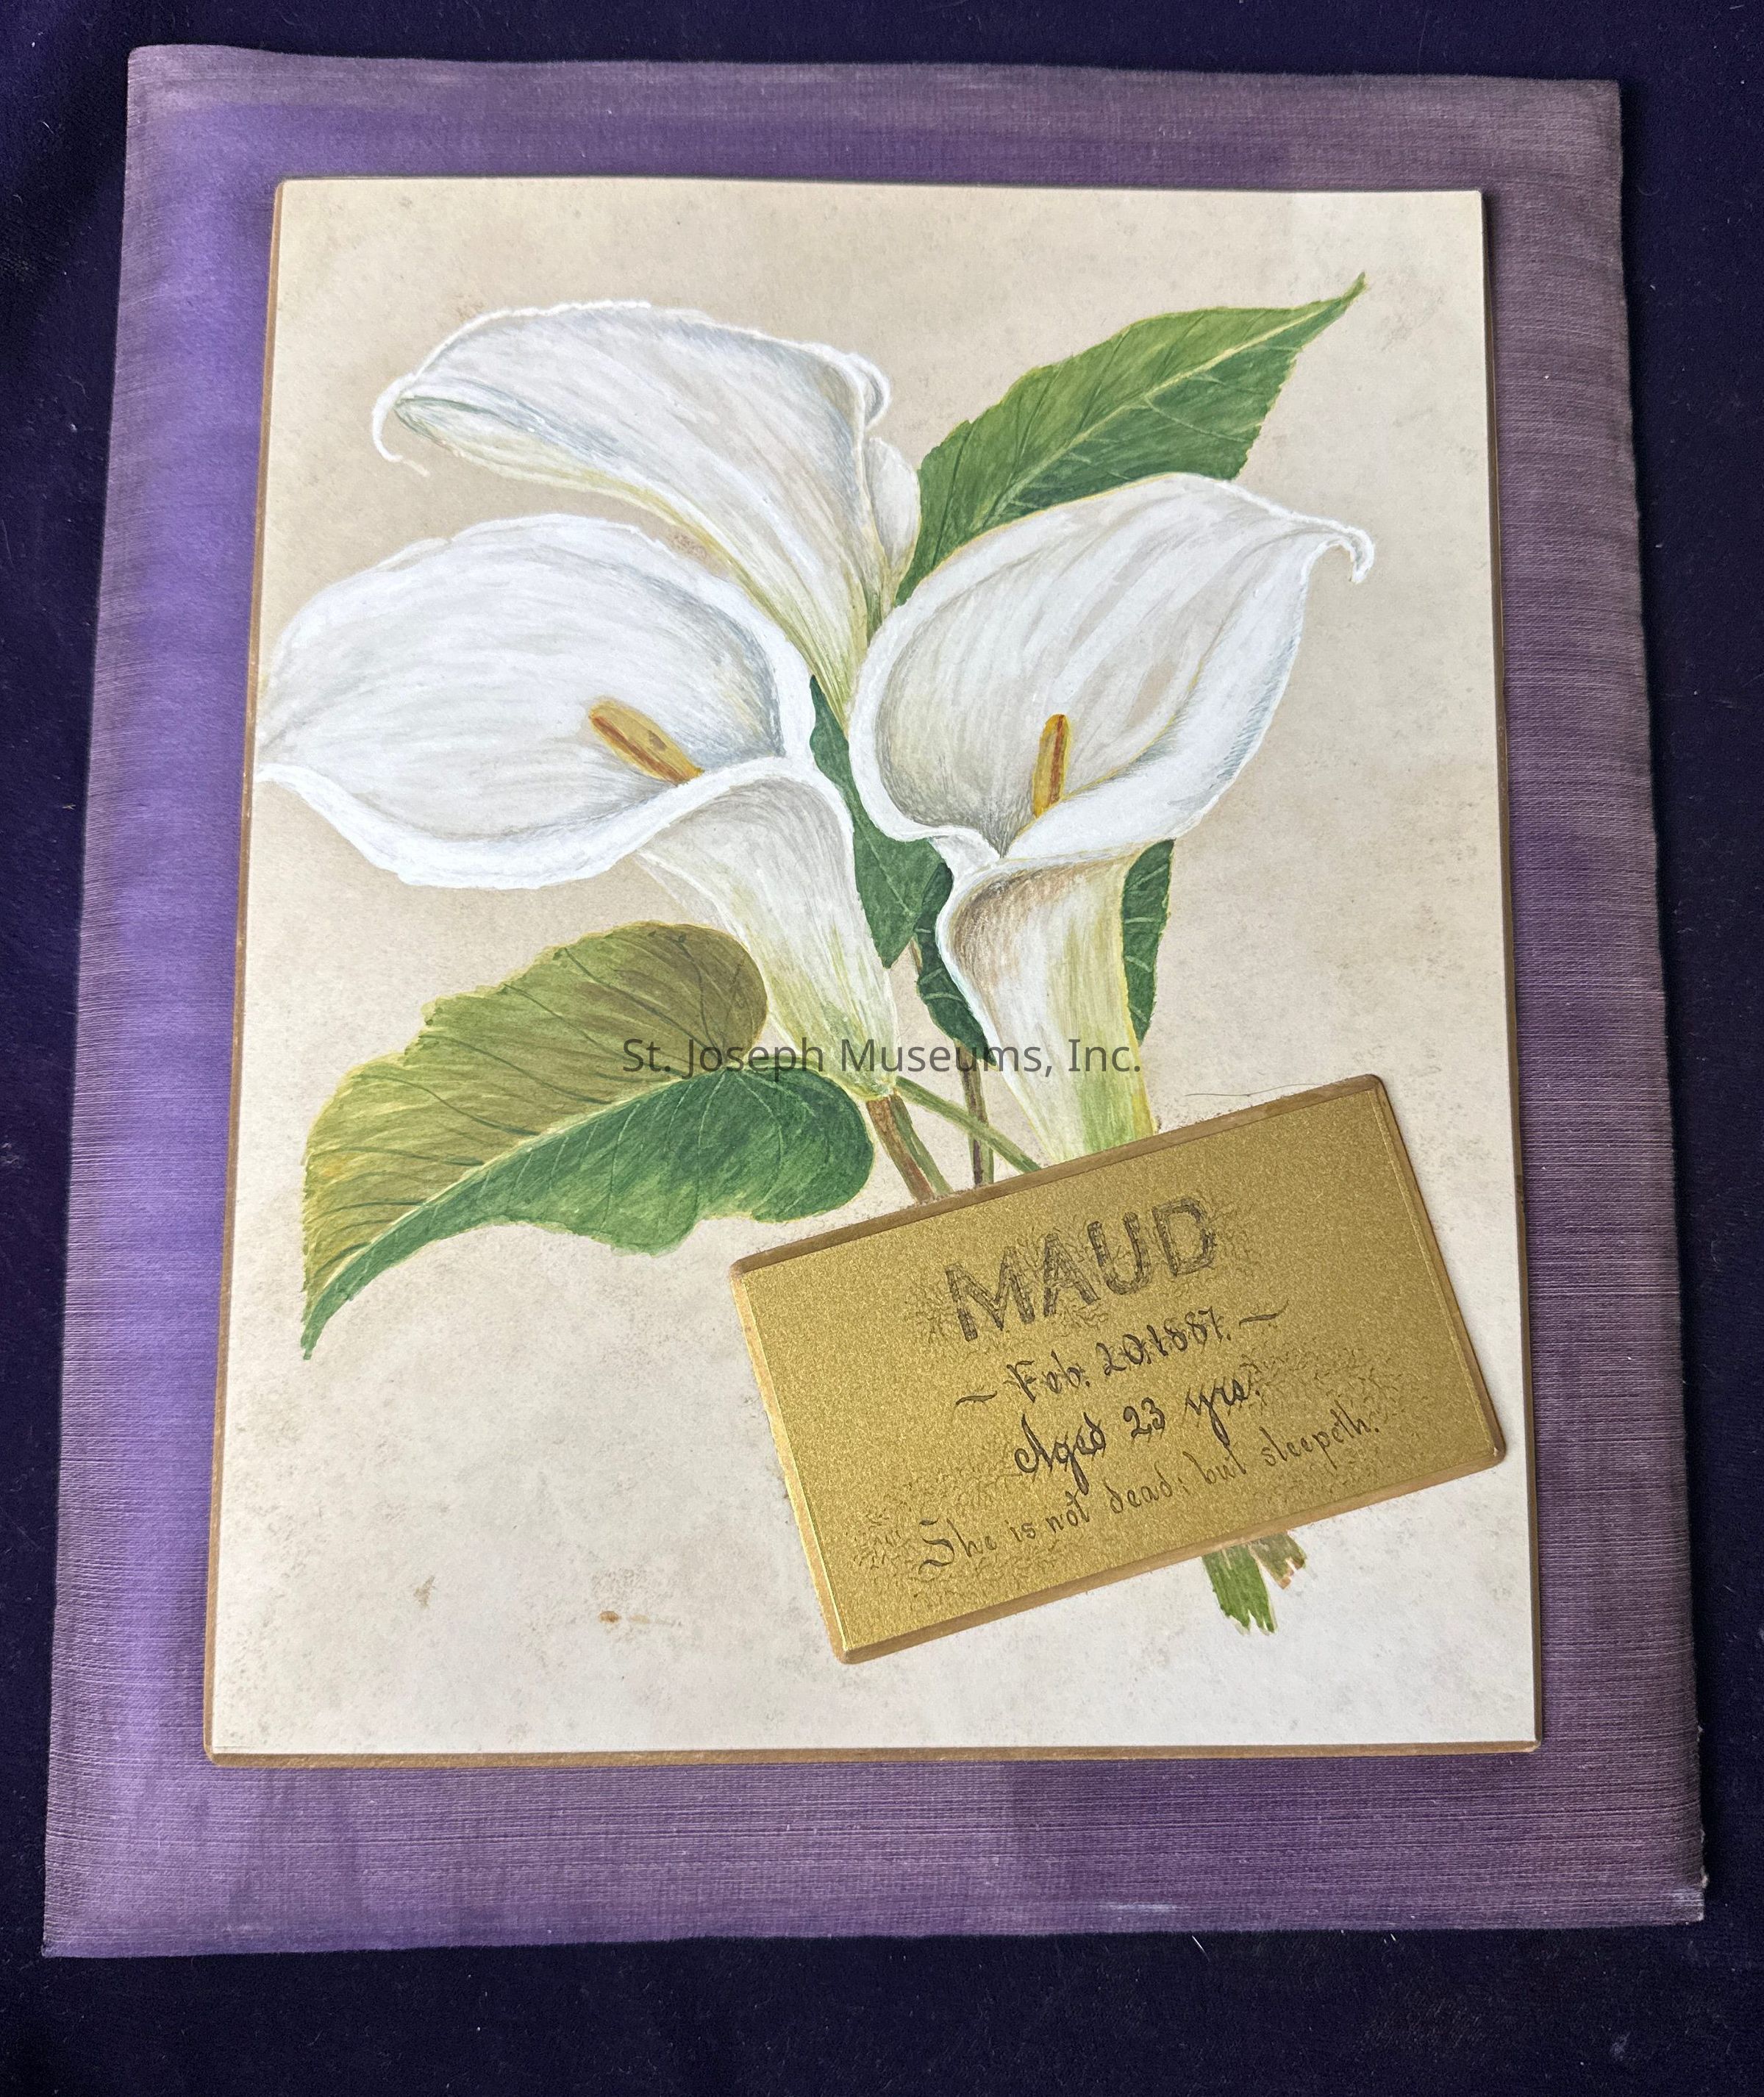 St. Joseph Museums, Inc.
MAUD
~ Feb. 20, 1887. ~
Aged 23 yrs.
She is not dead; but sleepeth.